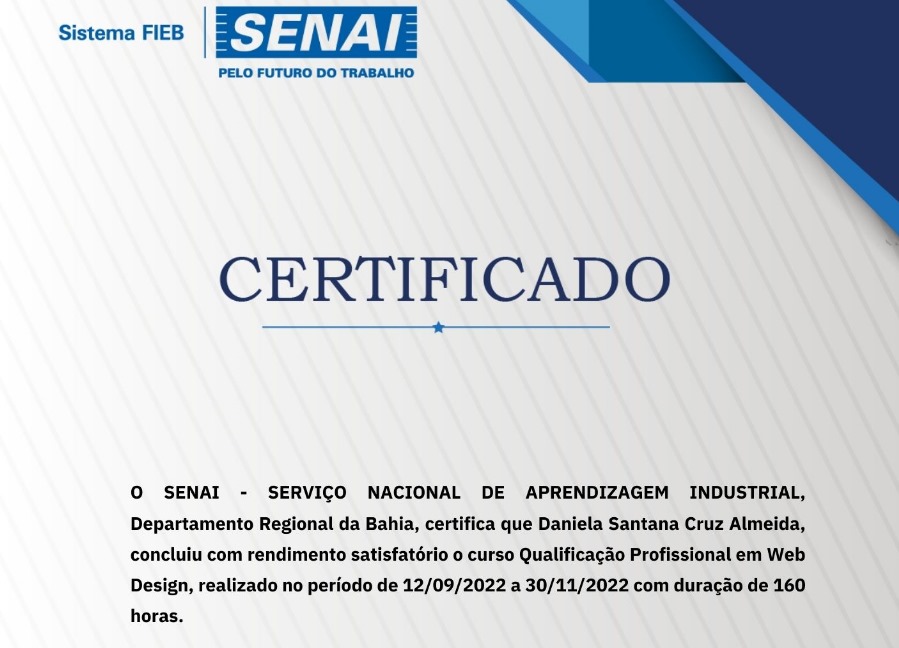 Sistema FIEB
SENAI
PELO FUTURO DO TRABALHO
CERTIFICADO
O SENAI - SERVIÇO NACIONAL DE APRENDIZAGEM INDUSTRIAL,
Departamento Regional da Bahia, certifica que Daniela Santana Cruz Almeida,
concluiu com rendimento satisfatório o curso Qualificação Profissional em Web
Design, realizado no período de 12/09/2022 a 30/11/2022 com duração de 160
horas.